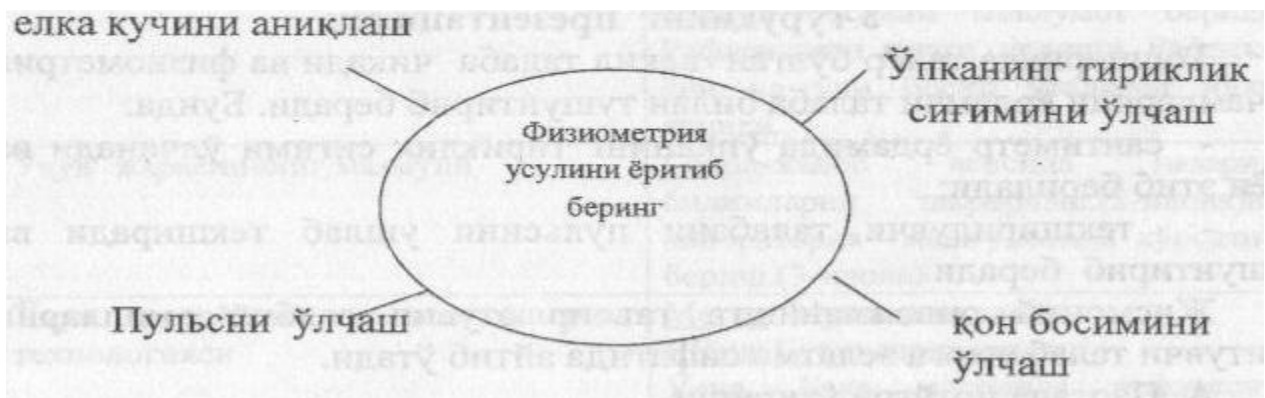 елка кучини аниқлаш
Ўпканинг тириклик
сиғимини ўлчаш
Физиометрия
усулини ёритиб
беринг
Пульсни ўлчаш
қон босимини
ўлчаш